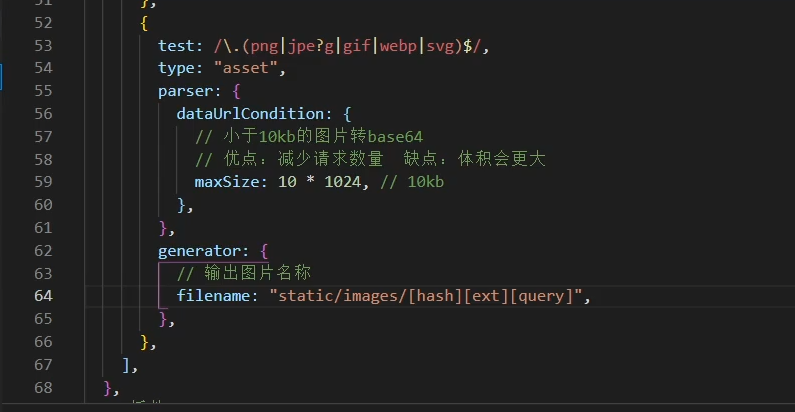 51 },
52 {
53 test: /\.(png|jpe?g|gif|webp|svg)$/,
54 type: "asset",
55 parser: {
56 dataUrlCondition: {
57 // 小于10kb的图片转base64
58 // 优点：减少请求数量  缺点：体积会更大
59 maxSize: 10 * 1024, // 10kb
60 },
61 },
62 generator: {
63 // 输出图片名称
64 filename: "static/images/[hash][ext][query]",
65 },
66 },
67 ],
68 },